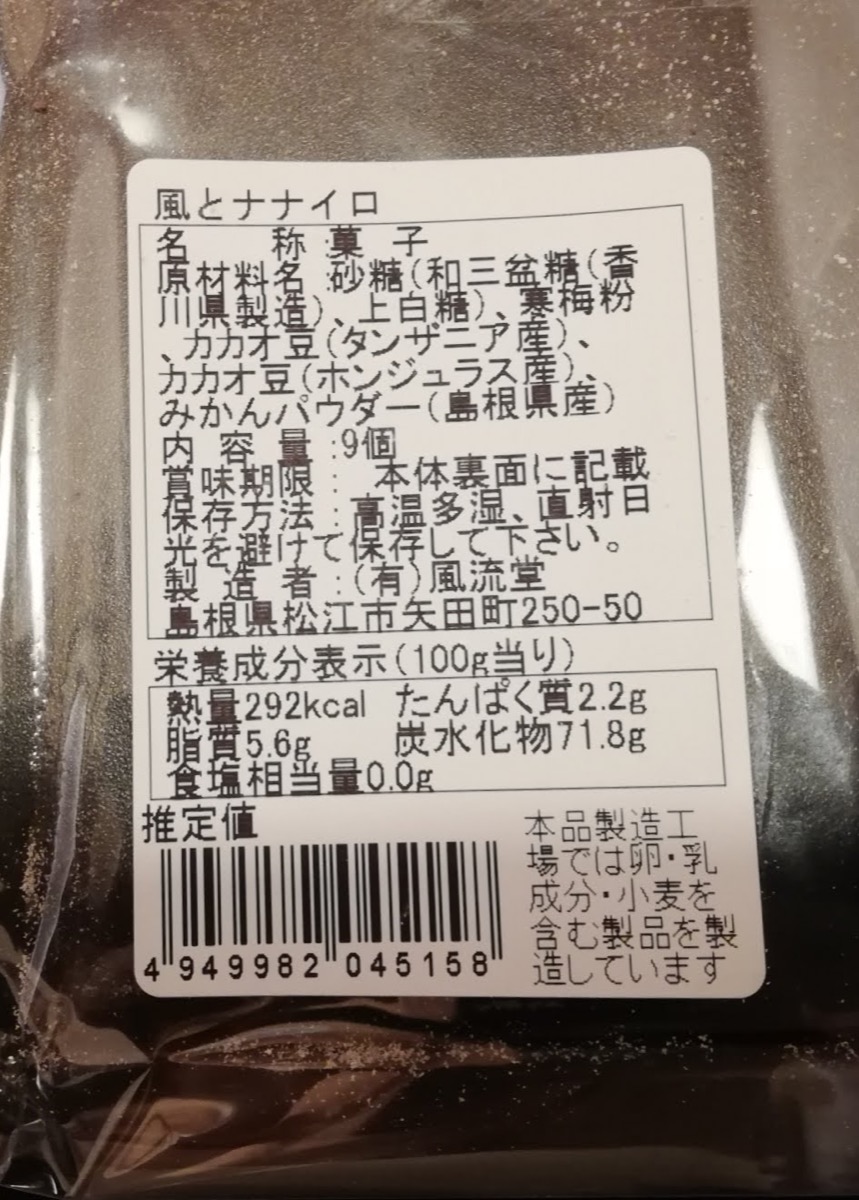 風とナナイロ
名　　称:菓 子
原材料名:砂糖(和三盆糖(香
川県製造)、上白糖)、寒梅粉
、カカオ豆(タンザニア産)、
カカオ豆(ホンジュラス産)、
みかんパウダー(島根県産)
内 容 量:9個
賞味期限: 本体裏面に記載
保存方法:高温多湿、直射日
光を避けて保存して下さい。
製 造 者:(有)風流堂
島根県松江市矢田町250-50
栄養成分表示(100g当り)
熱量292kcal たんぱく質2.2g
脂質5.6g 炭水化物71.8g
食塩相当量0.0g
推定値
本品製造工
場では卵・乳
成分・小麦を
含む製品を製
造しています
4 949982 045158